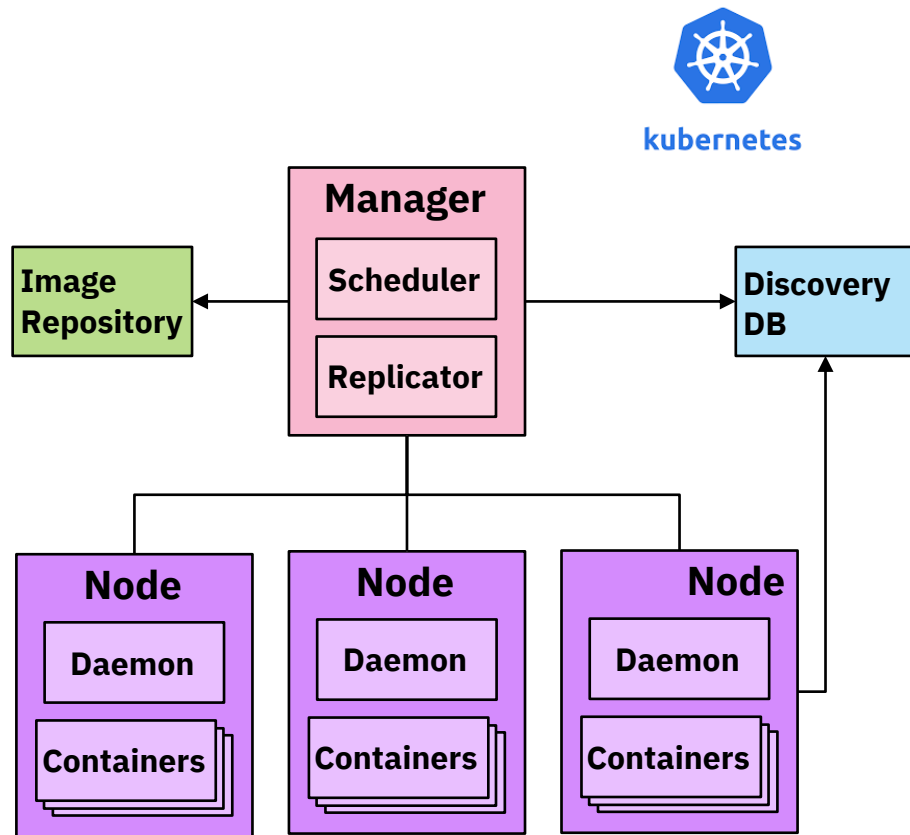 kubernetes
Manager
Scheduler
Replicator
Image
Repository
Discovery
DB
Node
Daemon
Containers
Node
Daemon
Containers
Node
Daemon
Containers